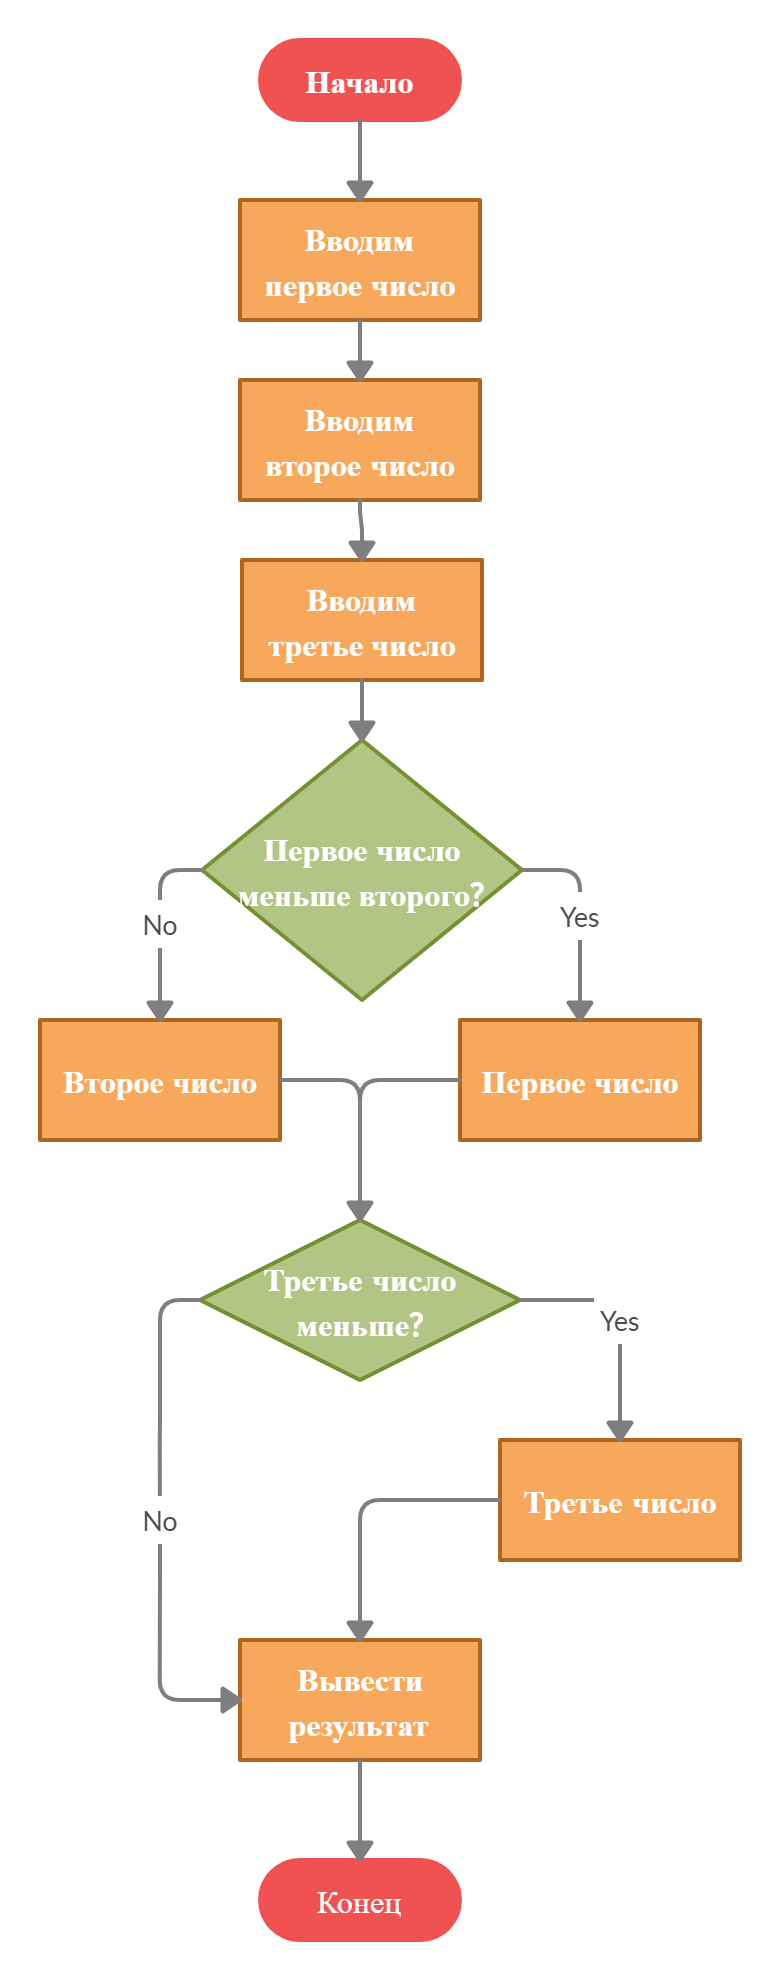 Начало
Вводим
первое число
Вводим
второе число
Вводим
третье число
Первое число
меньше второго?
No
Yes
Второе число
Первое число
Третье число
меньше?
Yes
Третье число
No
Вывести
результат
Конец